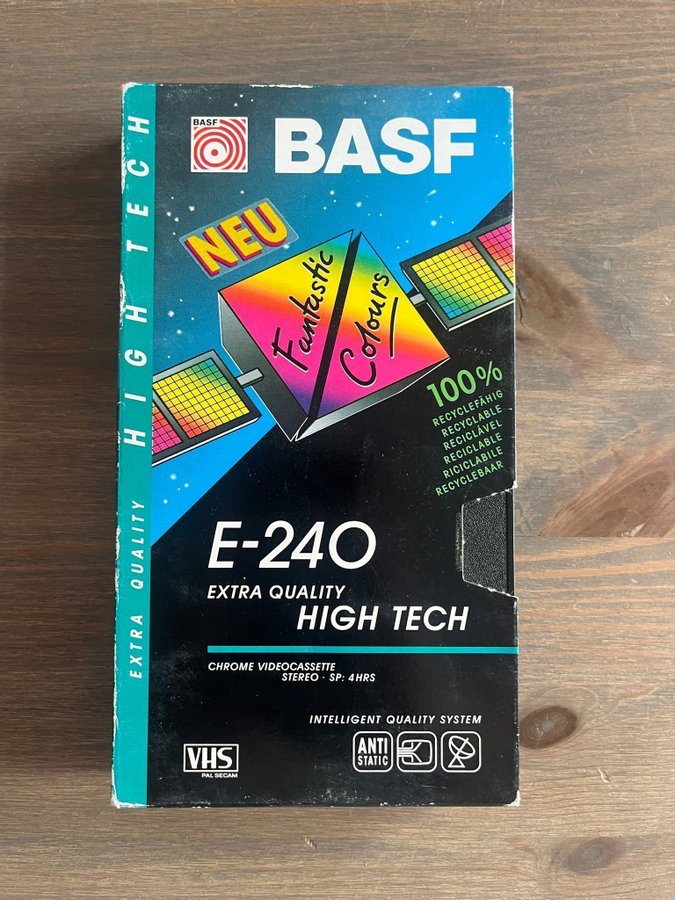 BASF
BASF
NEU
Fantastic
Colours
100%
RECYCLEFÄHIG
RECYCLABLE
RECICLÁVEL
RECICLABLE
RICICLABILE
RECYCLEBAAR
E-240
EXTRA QUALITY
HIGH TECH
CHROME VIDEOCASSETTE
STEREO · SP: 4HRS
INTELLIGENT QUALITY SYSTEM
VHS
PAL SECAM
ANTI
STATIC
EXTRA QUALITY HIGH TECH